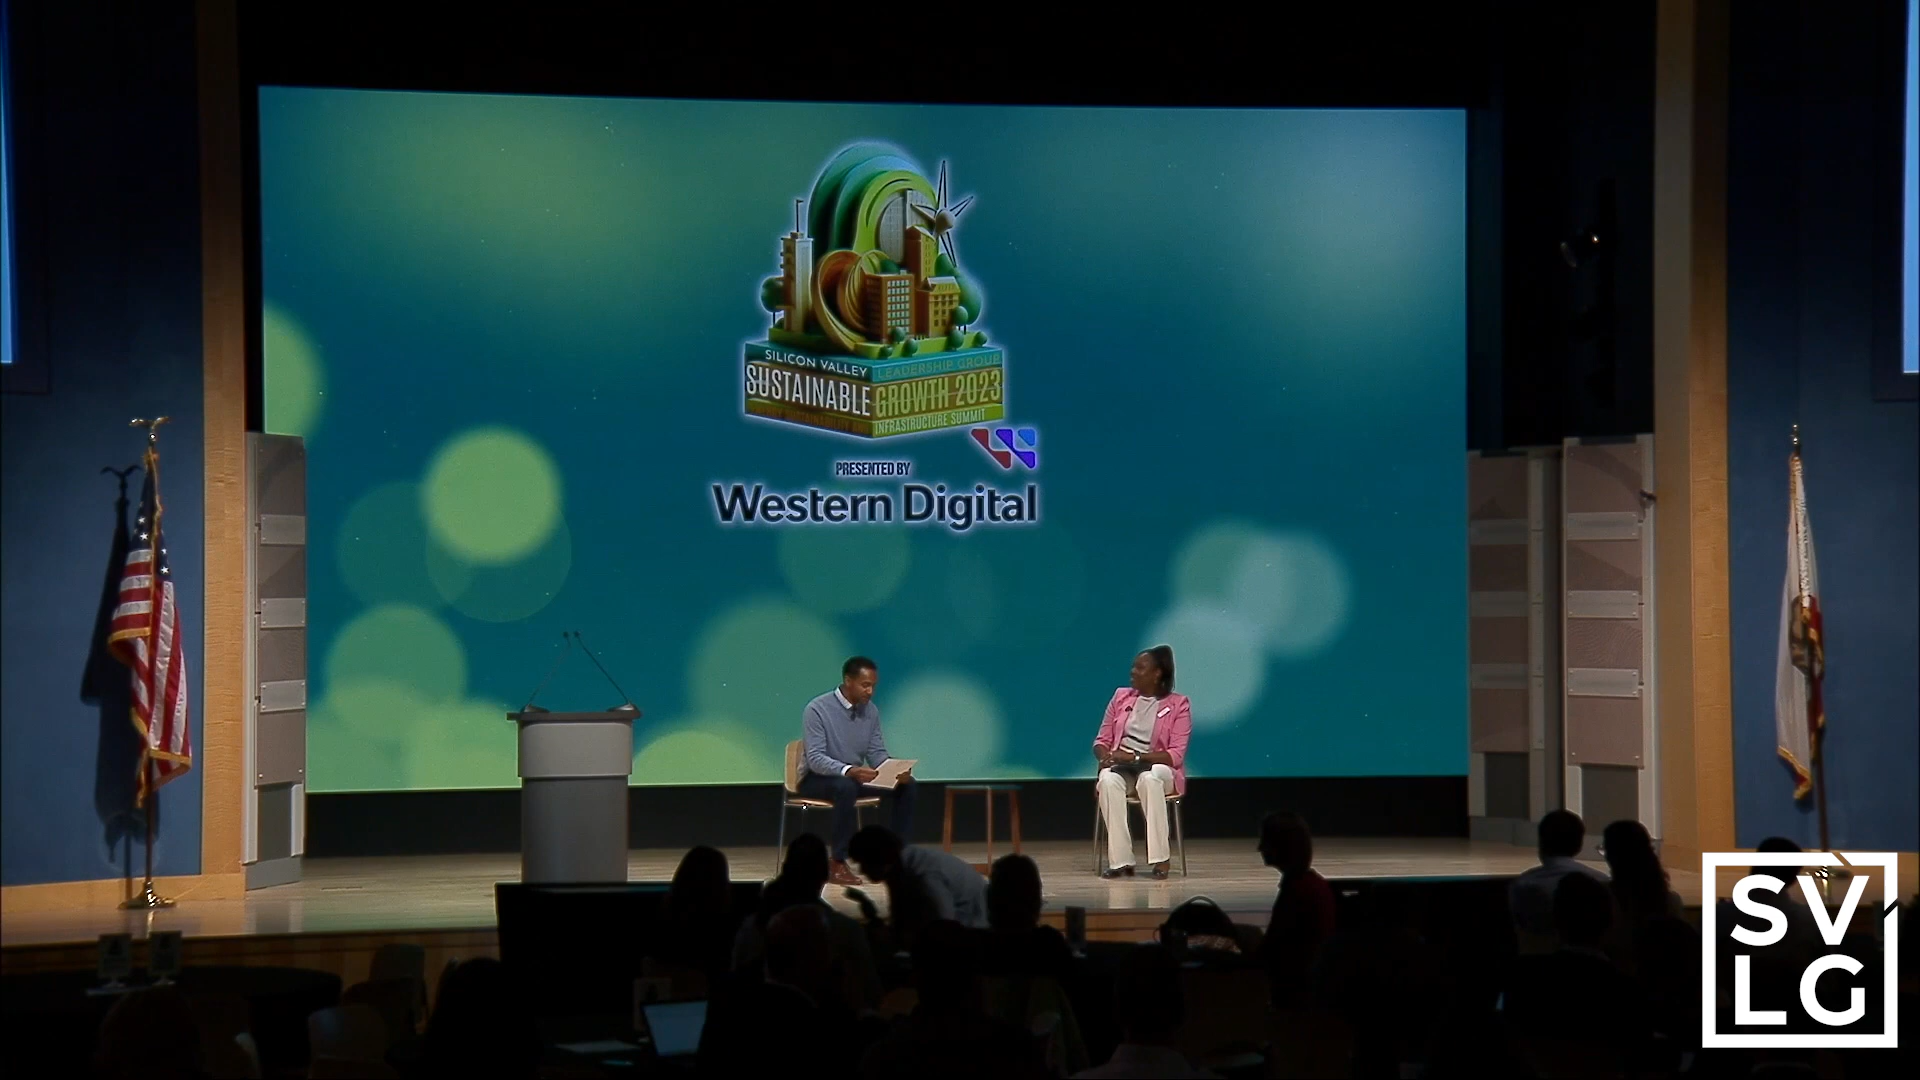 SILICON VALLEY LEADERSHIP GROUP
SUSTAINABLE GROWTH 2023
INFRASTRUCTURE SUMMIT
PRESENTED BY
Western Digital
SV
LG